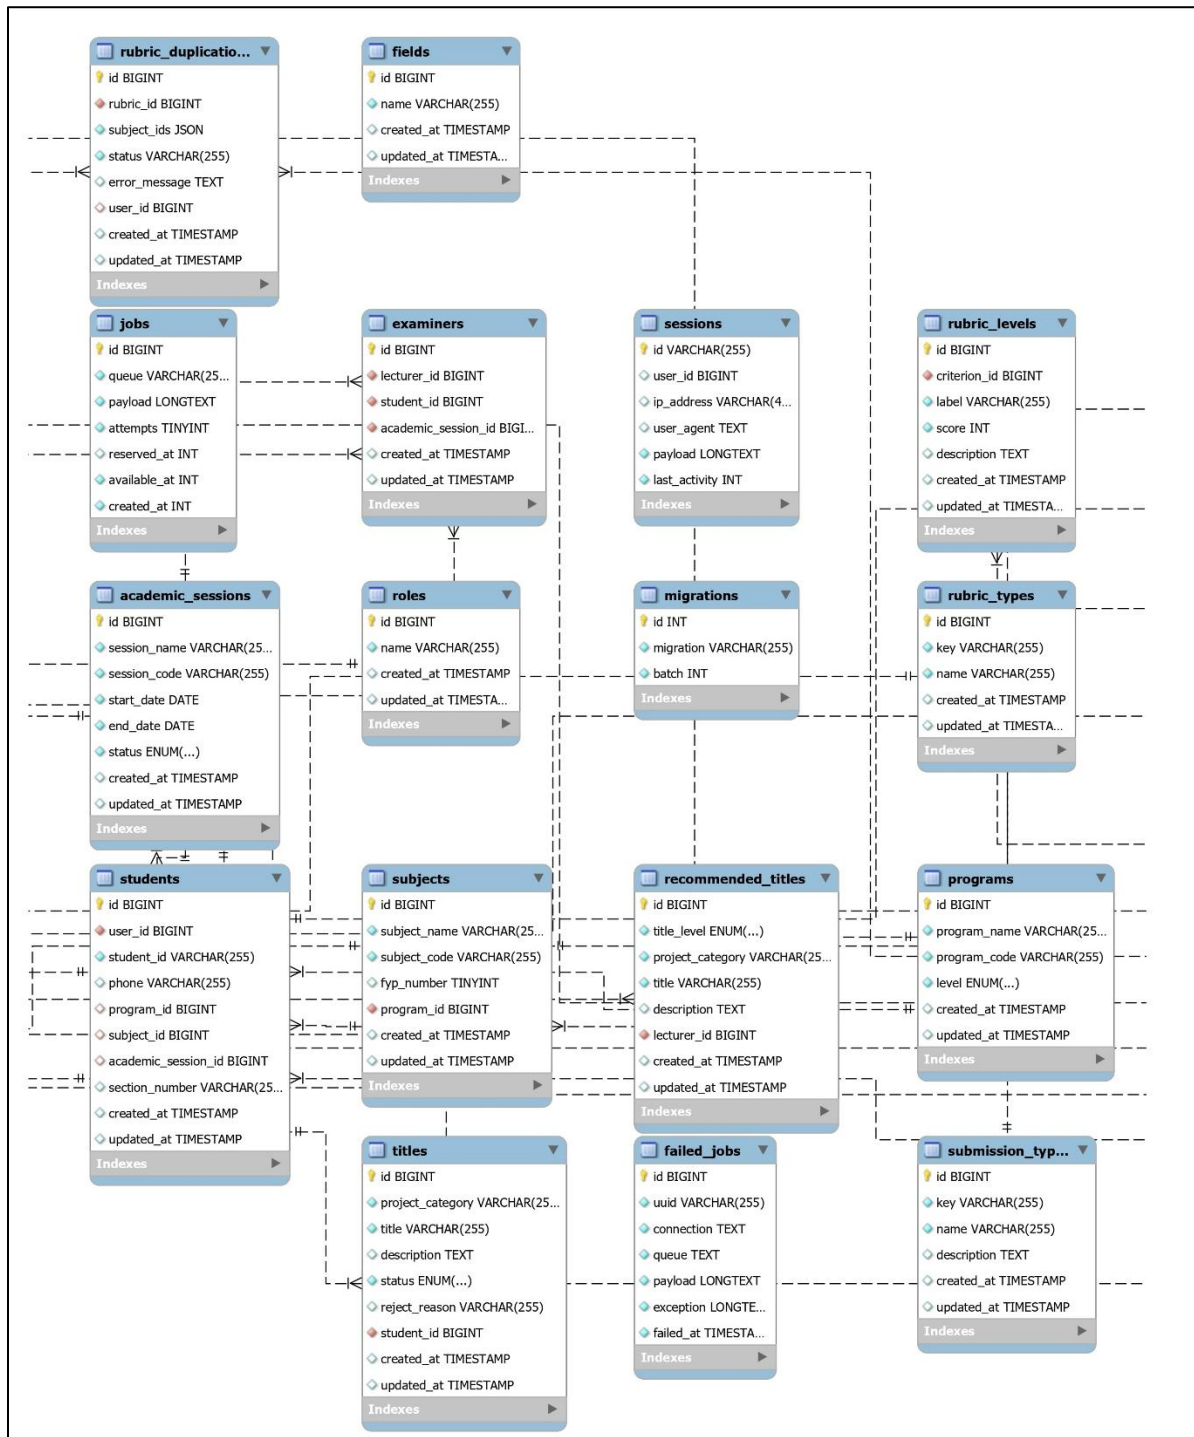 rubric_duplicatio...
id BIGINT
rubric_id BIGINT
subject_ids JSON
status VARCHAR(255)
error_message TEXT
user_id BIGINT
created_at TIMESTAMP
updated_at TIMESTAMP
Indexes
fields
id BIGINT
name VARCHAR(255)
created_at TIMESTAMP
updated_at TIMESTA...
Indexes
jobs
id BIGINT
queue VARCHAR(25...
payload LONGTEXT
attempts TINYINT
reserved_at INT
available_at INT
created_at INT
Indexes
examiners
id BIGINT
lecturer_id BIGINT
student_id BIGINT
academic_session_id BIGI...
created_at TIMESTAMP
updated_at TIMESTAMP
Indexes
sessions
id VARCHAR(255)
user_id BIGINT
ip_address VARCHAR(4...
user_agent TEXT
payload LONGTEXT
last_activity INT
Indexes
rubric_levels
id BIGINT
criterion_id BIGINT
label VARCHAR(255)
score INT
description TEXT
created_at TIMESTAMP
updated_at TIMESTA...
Indexes
academic_sessions
id BIGINT
session_name VARCHAR(25...
session_code VARCHAR(255)
start_date DATE
end_date DATE
status ENUM(...)
created_at TIMESTAMP
updated_at TIMESTAMP
Indexes
roles
id BIGINT
name VARCHAR(255)
created_at TIMESTAMP
updated_at TIMESTA...
Indexes
migrations
id INT
migration VARCHAR(255)
batch INT
Indexes
rubric_types
id BIGINT
key VARCHAR(255)
name VARCHAR(255)
created_at TIMESTAMP
updated_at TIMESTA...
Indexes
students
id BIGINT
user_id BIGINT
student_id VARCHAR(255)
phone VARCHAR(255)
program_id BIGINT
subject_id BIGINT
academic_session_id BIGINT
section_number VARCHAR(25...
created_at TIMESTAMP
updated_at TIMESTAMP
Indexes
subjects
id BIGINT
subject_name VARCHAR(25...
subject_code VARCHAR(255)
fyp_number TINYINT
program_id BIGINT
created_at TIMESTAMP
updated_at TIMESTAMP
Indexes
recommended_titles
id BIGINT
title_level ENUM(...)
project_category VARCHAR(25...
title VARCHAR(255)
description TEXT
lecturer_id BIGINT
created_at TIMESTAMP
updated_at TIMESTAMP
Indexes
programs
id BIGINT
program_name VARCHAR(25...
program_code VARCHAR(255)
level ENUM(...)
created_at TIMESTAMP
updated_at TIMESTAMP
Indexes
titles
id BIGINT
project_category VARCHAR(25...
title VARCHAR(255)
description TEXT
status ENUM(...)
reject_reason VARCHAR(255)
student_id BIGINT
created_at TIMESTAMP
updated_at TIMESTAMP
Indexes
failed_jobs
id BIGINT
uuid VARCHAR(255)
connection TEXT
queue TEXT
payload LONGTEXT
exception LONGTE...
failed_at TIMESTA...
Indexes
submission_typ...
id BIGINT
key VARCHAR(255)
name VARCHAR(255)
description TEXT
created_at TIMESTAMP
updated_at TIMESTAMP
Indexes